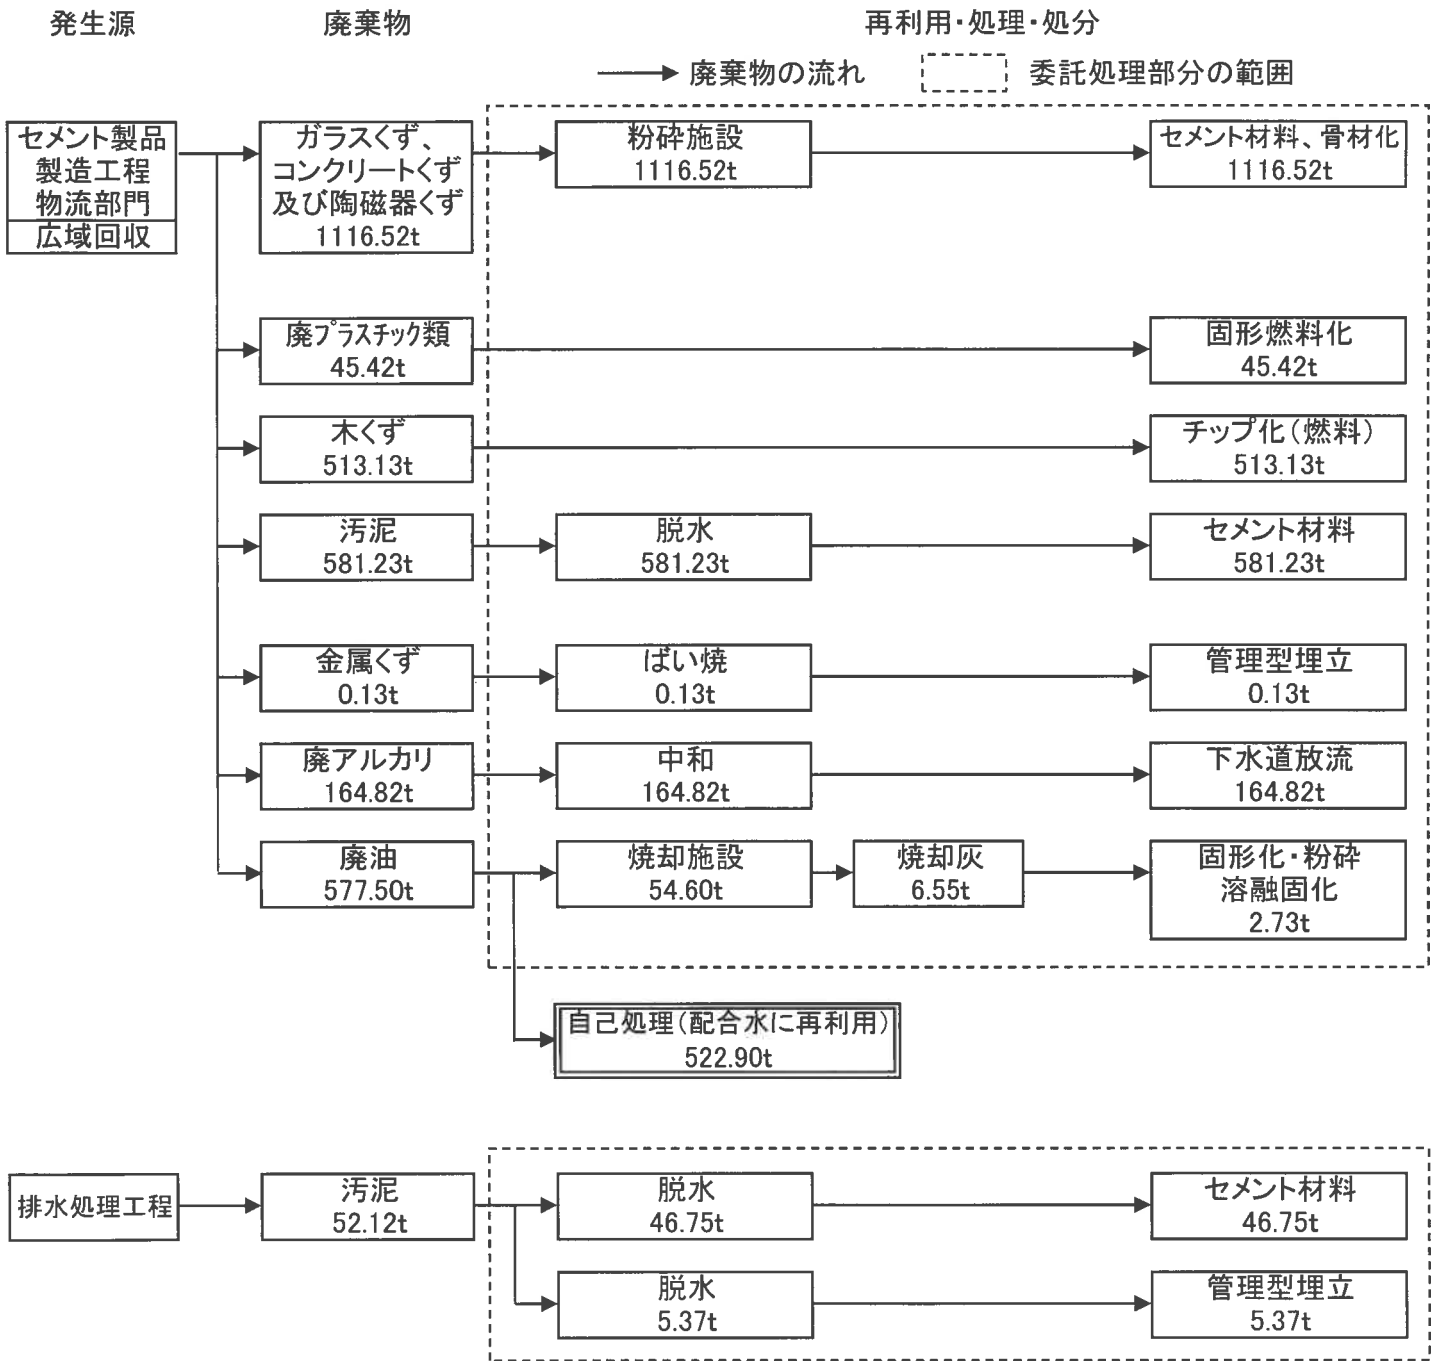 発生源
廃棄物
再利用・処理・処分
廃棄物の流れ
委託処理部分の範囲
セメント製品
製造工程
物流部門
広域回収
ガラスくず、
コンクリートくず
及び陶磁器くず
1116.52t
粉砕施設
1116.52t
セメント材料、骨材化
1116.52t
廃プラスチック類
45.42t
固形燃料化
45.42t
木くず
513.13t
チップ化(燃料)
513.13t
汚泥
581.23t
脱水
581.23t
セメント材料
581.23t
金属くず
0.13t
ばい焼
0.13t
管理型埋立
0.13t
廃アルカリ
164.82t
中和
164.82t
下水道放流
164.82t
廃油
577.50t
焼却施設
54.60t
焼却灰
6.55t
固形化・粉砕
溶融固化
2.73t
自己処理(配合水に再利用)
522.90t
排水処理工程
汚泥
52.12t
脱水
46.75t
セメント材料
46.75t
脱水
5.37t
管理型埋立
5.37t